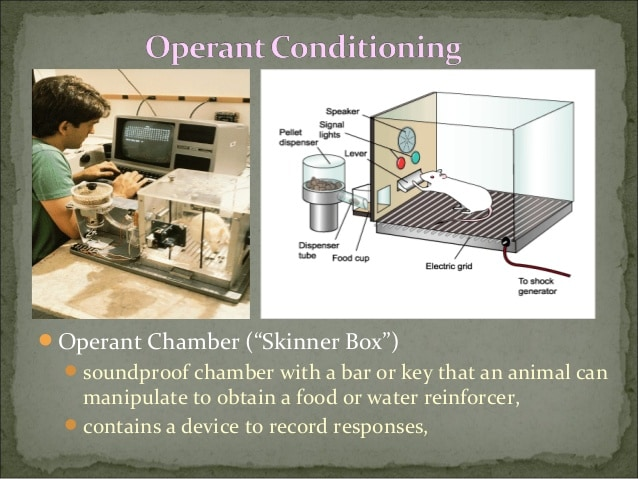 Operant Conditioning
Speaker
Signal
lights
Pellet
dispenser
Lever
Dispenser
tube
Food cup
Electric grid
To shock
generator
Operant Chamber (“Skinner Box”)
soundproof chamber with a bar or key that an animal can
manipulate to obtain a food or water reinforcer,
contains a device to record responses,